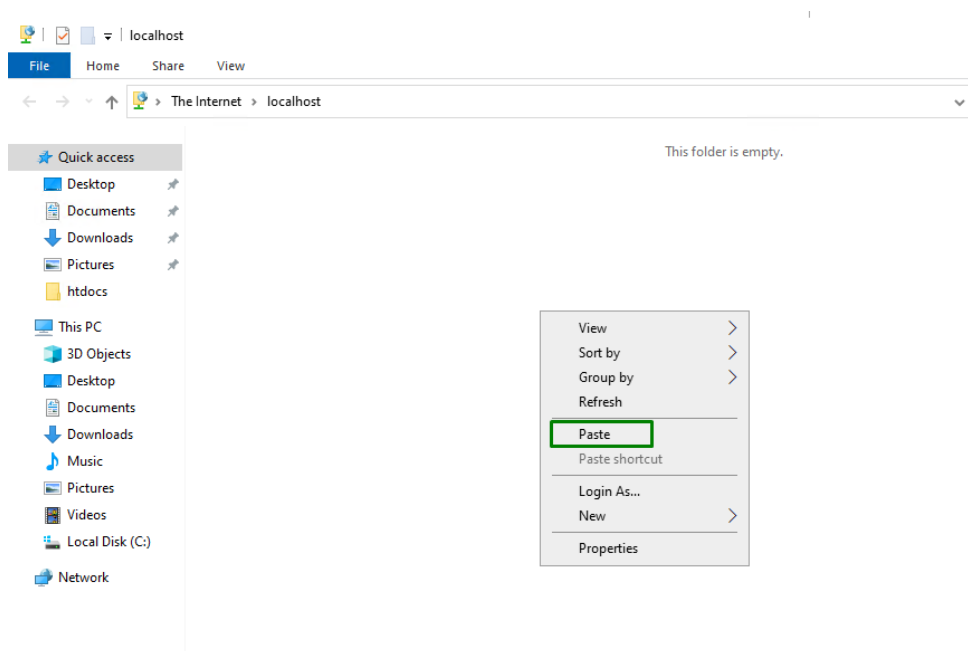 localhost
File Home Share View
The Internet localhost
This folder is empty.
Quick access
Desktop
Documents
Downloads
Pictures
htdocs
This PC
3D Objects
Desktop
Documents
Downloads
Music
Pictures
Videos
Local Disk (C:)
Network
View
Sort by
Group by
Refresh
Paste
Paste shortcut
Login As...
New
Properties